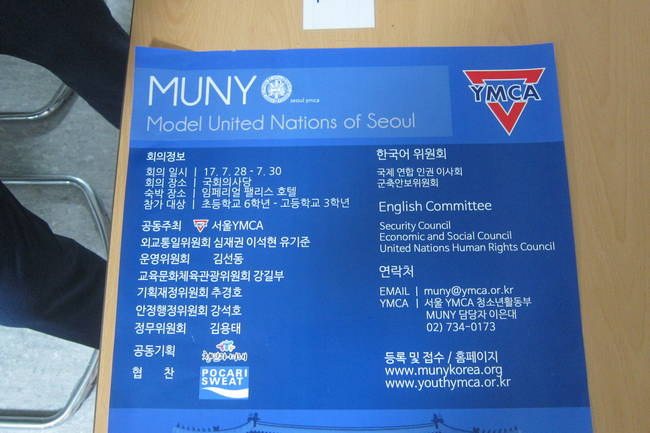 MUNY
seoul ymca
Model United Nations of Seoul
YMCA
회의정보
회의 일시 | 17. 7. 28 - 7. 30
회의 장소 | 국회의사당
숙박 장소 | 임페리얼 팰리스 호텔
참가 대상 | 초등학교 6학년 - 고등학교 3학년
공동주최 서울YMCA
외교통일위원회 심재권 이석현 유기준
운영위원회 김선동
교육문화체육관광위원회 강길부
기획재정위원회 추경호
안정행정위원회 강석호
정무위원회 김용태
공동기획
협 찬 POCARI
SWEAT
한국어 위원회
국제 연합 인권 이사회
군축안보위원회
English Committee
Security Council
Economic and Social Council
United Nations Human Rights Council
연락처
EMAIL | muny@ymca.or.kr
YMCA | 서울 YMCA 청소년활동부
MUNY 담당자 이은대
02) 734-0173
등록 및 접수 / 홈페이지
www.munykorea.org
www.youthymca.or.kr